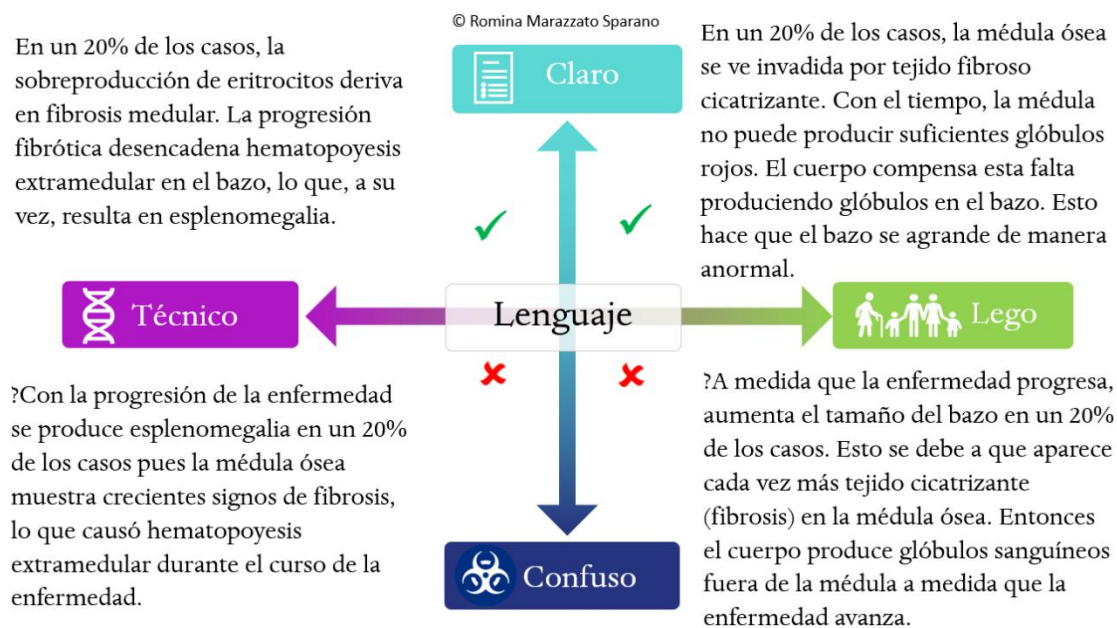 © Romina Marazzato Sparano
En un 20% de los casos, la
sobreproducción de eritrocitos deriva
en fibrosis medular. La progresión
fibrótica desencadena hematopoyesis
extramedular en el bazo, lo que, a su
vez, resulta en esplenomegalia.
Claro
En un 20% de los casos, la médula ósea
se ve invadida por tejido fibroso
cicatrizante. Con el tiempo, la médula
no puede producir suficientes glóbulos
rojos. El cuerpo compensa esta falta
produciendo glóbulos en el bazo. Esto
hace que el bazo se agrande de manera
anormal.
Técnico
Lenguaje
Lego
?Con la progresión de la enfermedad
se produce esplenomegalia en un 20%
de los casos pues la médula ósea
muestra crecientes signos de fibrosis,
lo que causó hematopoyesis
extramedular durante el curso de la
enfermedad.
Confuso
?A medida que la enfermedad progresa,
aumenta el tamaño del bazo en un 20%
de los casos. Esto se debe a que aparece
cada vez más tejido cicatrizante
(fibrosis) en la médula ósea. Entonces
el cuerpo produce glóbulos sanguíneos
fuera de la médula a medida que la
enfermedad avanza.